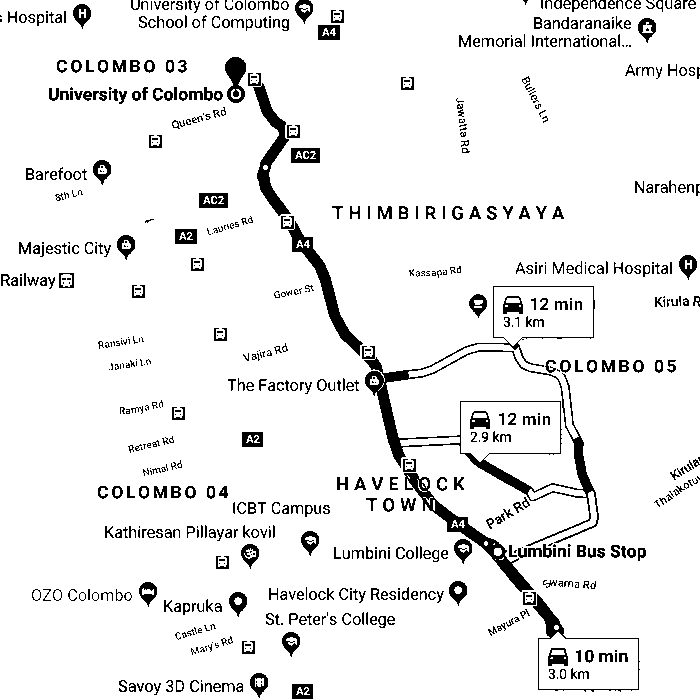 University of Colombo
School of Computing
s Hospital
A4
Independence Square
Bandaranaike
Memorial International...
COLOMBO 03
University of Colombo
Army Hosp
Bullers Ln
Jawatta Rd
Queen's Rd
AC2
Barefoot
8th Ln
AC2
Narahenp
THIMBIRIGASYAYA
Lauries Rd
A2
A4
Majestic City
Railway
Kassapa Rd
Asiri Medical Hospital
Gower St
12 min
3.1 km
Kirula R
Ransivi Ln
Janaki Ln
Vajira Rd
COLOMBO 05
The Factory Outlet
Ramya Rd
12 min
2.9 km
A2
Retreat Rd
Nimal Rd
Kirula
Thalakotu
HAVELOCK
TOWN
COLOMBO 04
ICBT Campus
Park Rd
A4
Kathiresan Pillayar kovil
Lumbini College
Lumbini Bus Stop
Swarna Rd
OZO Colombo
Kapruka
Havelock City Residency
St. Peter's College
Mayura Pl
Castle Ln
Mary's Rd
10 min
3.0 km
Savoy 3D Cinema
A2